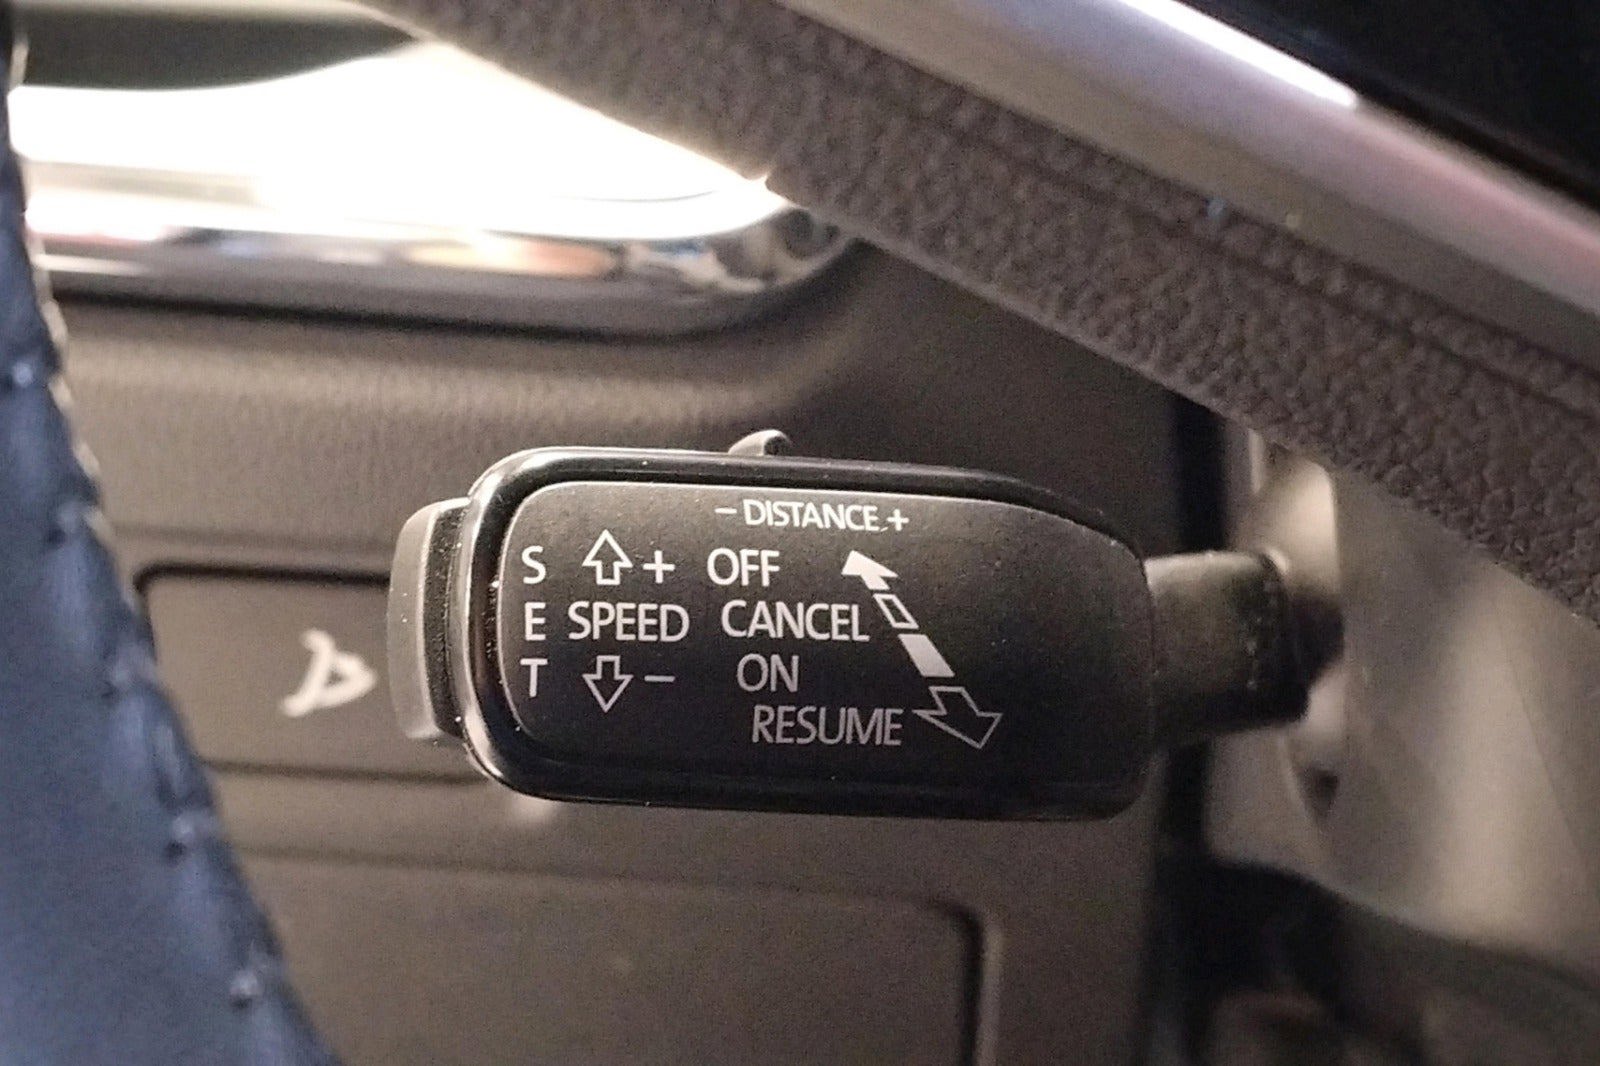 - DISTANCE +
S + OFF
E SPEED CANCEL
T - ON
RESUME